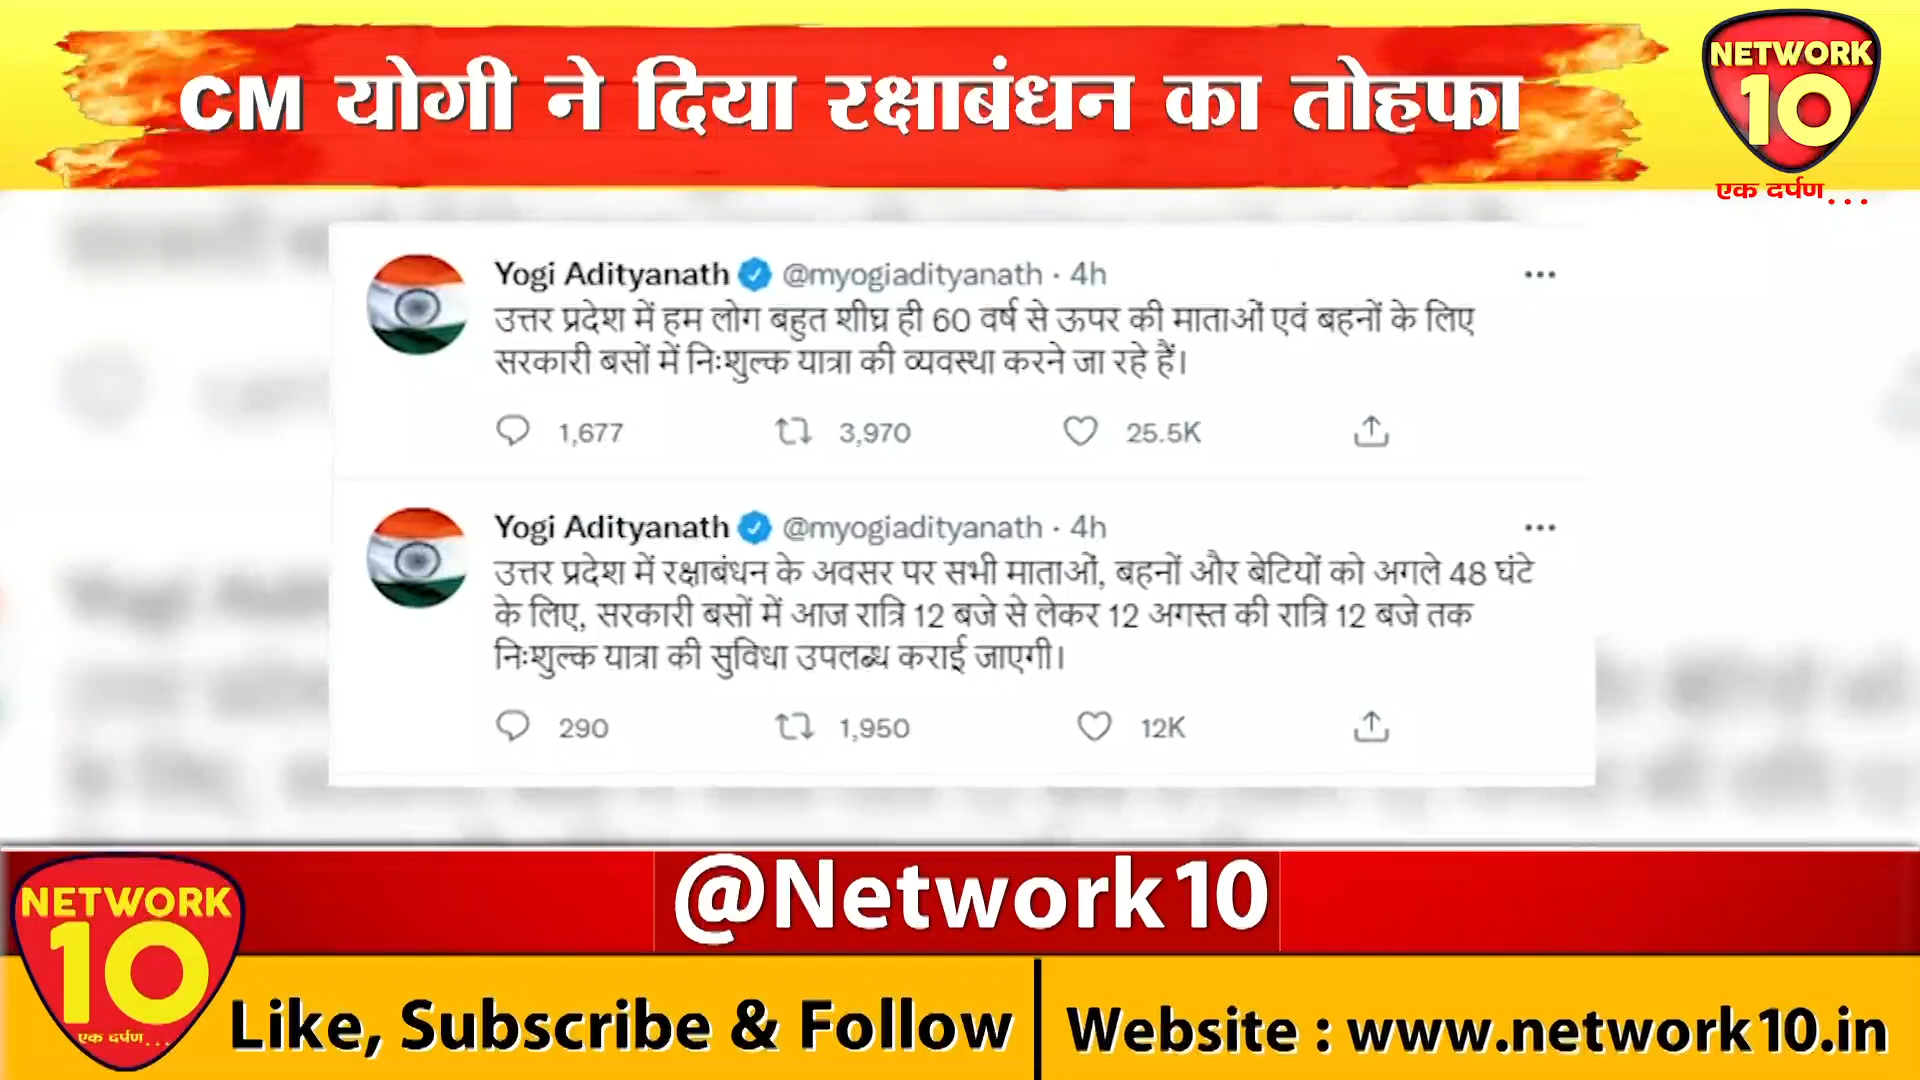 CM योगी ने दिया रक्षाबंधन का तोहफा
NETWORK
10
एक दर्पण...
Yogi Adityanath @myogiadityanath · 4h
उत्तर प्रदेश में हम लोग बहुत शीघ्र ही 60 वर्ष से ऊपर की माताओं एवं बहनों के लिए
सरकारी बसों में निःशुल्क यात्रा की व्यवस्था करने जा रहे हैं।
1,677 3,970 25.5K
Yogi Adityanath @myogiadityanath · 4h
उत्तर प्रदेश में रक्षाबंधन के अवसर पर सभी माताओं, बहनों और बेटियों को अगले 48 घंटे
के लिए, सरकारी बसों में आज रात्रि 12 बजे से लेकर 12 अगस्त की रात्रि 12 बजे तक
निःशुल्क यात्रा की सुविधा उपलब्ध कराई जाएगी।
290 1,950 12K
@Network10
NETWORK
10
एक दर्पण...
Like, Subscribe & Follow
Website : www.network10.in